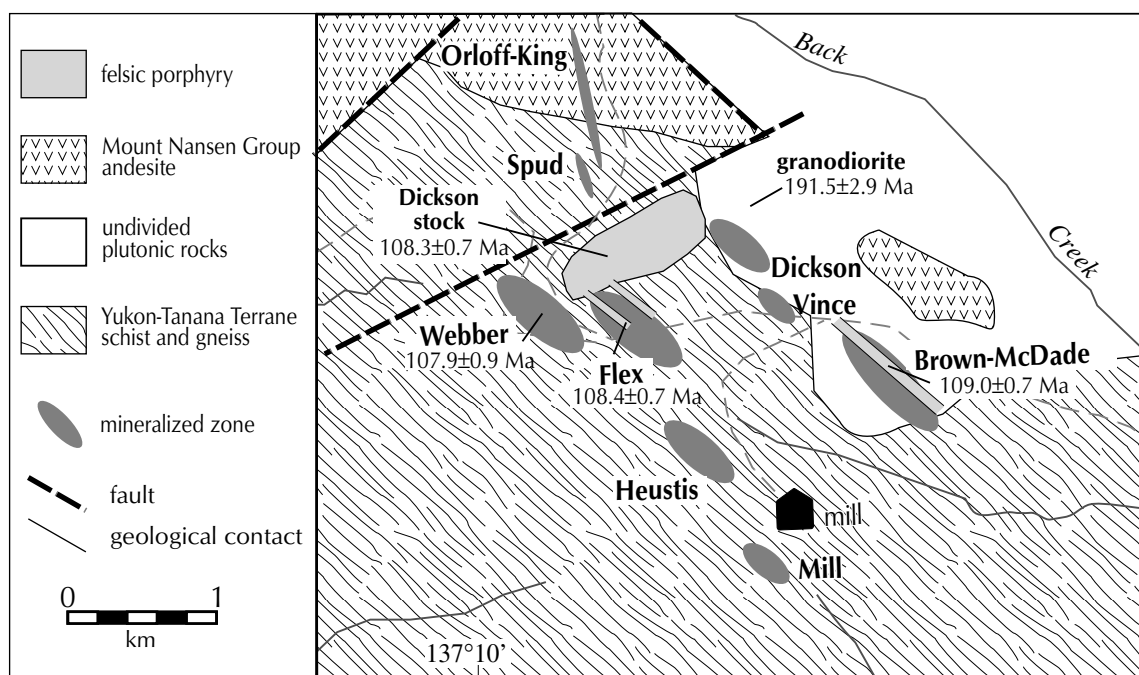 felsic porphyry
Mount Nansen Group
andesite
undivided
plutonic rocks
Yukon-Tanana Terrane
schist and gneiss
mineralized zone
fault
geological contact
0 1
km
Back
Creek
Orloff-King
Spud
granodiorite
191.5±2.9 Ma
Dickson
stock
108.3±0.7 Ma
Dickson
Vince
Webber
107.9±0.9 Ma
Flex
108.4±0.7 Ma
Brown-McDade
109.0±0.7 Ma
Heustis
mill
Mill
137°10’